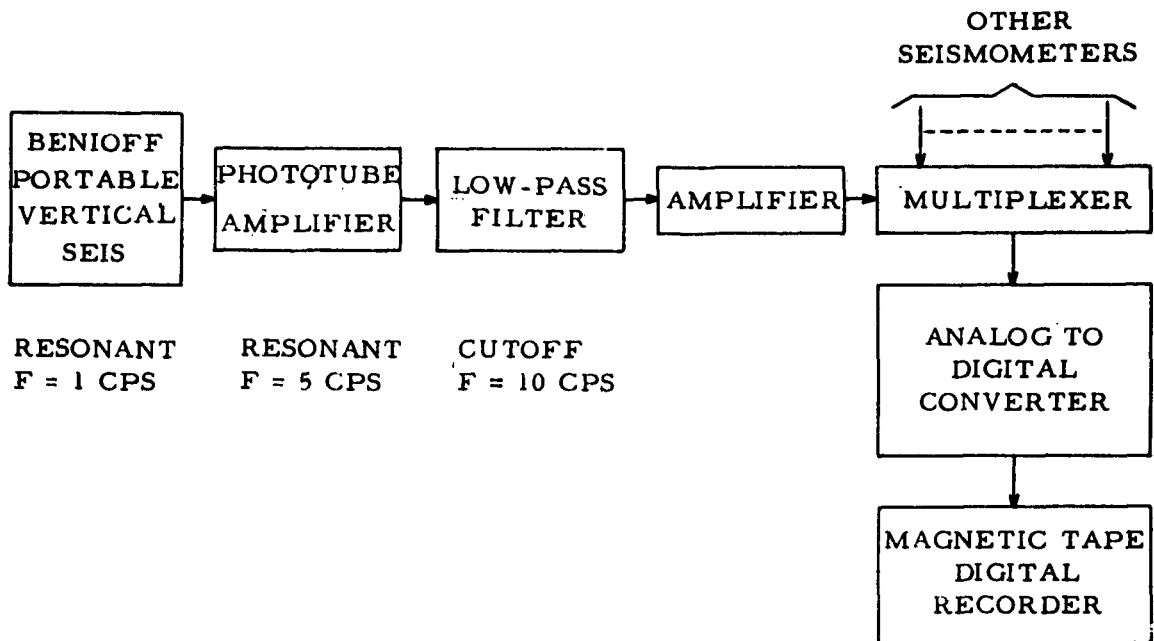 OTHER
SEISMOMETERS
BENIOFF
PORTABLE
VERTICAL
SEIS
PHOTOTUBE
AMPLIFIER
LOW-PASS
FILTER
AMPLIFIER
MULTIPLEXER
RESONANT
F = 1 CPS
RESONANT
F = 5 CPS
CUTOFF
F = 10 CPS
ANALOG TO
DIGITAL
CONVERTER
MAGNETIC TAPE
DIGITAL
RECORDER